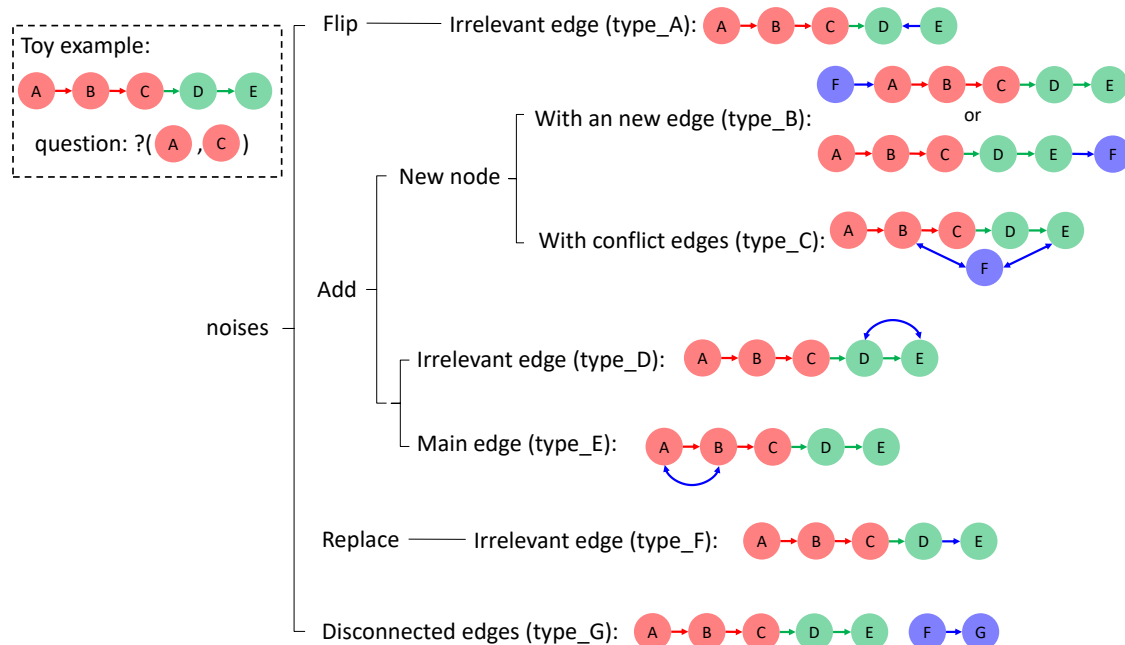 Toy example:
A B C D E
question: ?( A , C )
noises
Flip
Irrelevant edge (type_A):
A B C D E
Add
New node
With an new edge (type_B):
F A B C D E
or
A B C D E F
With conflict edges (type_C):
A B C D E
F
Irrelevant edge (type_D):
A B C D E
Main edge (type_E):
A B C D E
Replace
Irrelevant edge (type_F):
A B C D E
Disconnected edges (type_G):
A B C D E F G